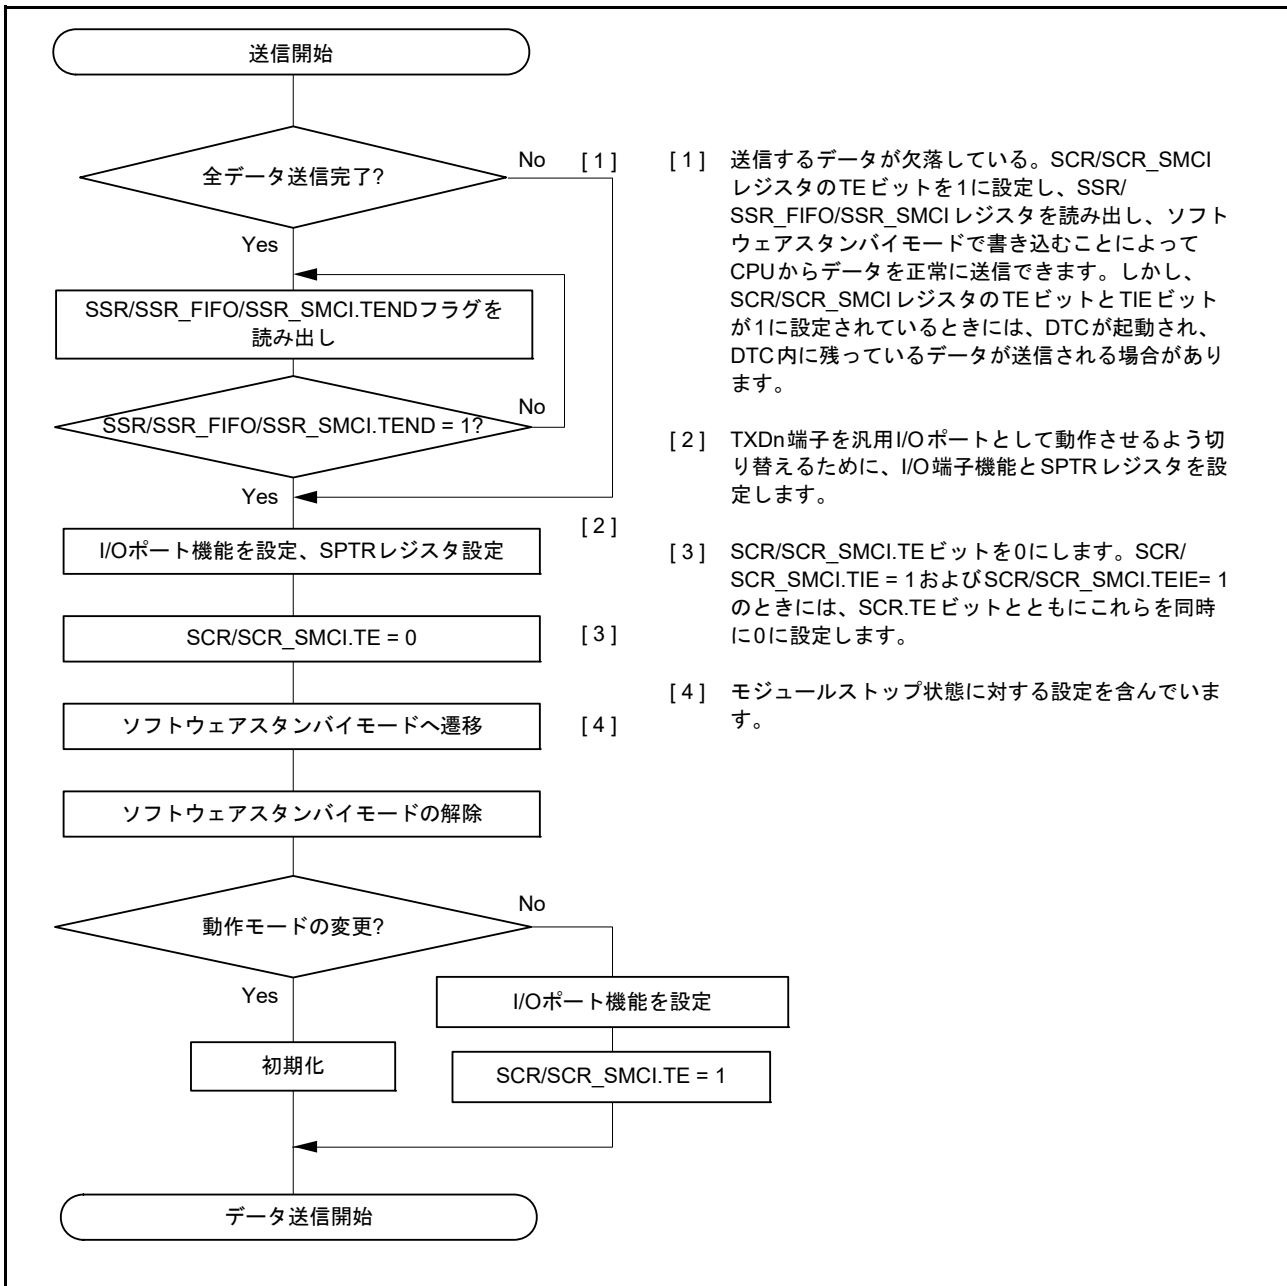 送信開始
全データ送信完了?
No
[ 1 ]
Yes
SSR/SSR_FIFO/SSR_SMCI.TENDフラグを
読み出し
SSR/SSR_FIFO/SSR_SMCI.TEND = 1?
No
Yes
[ 2 ]
I/Oポート機能を設定、SPTRレジスタ設定
SCR/SCR_SMCI.TE = 0
[ 3 ]
ソフトウェアスタンバイモードへ遷移
[ 4 ]
ソフトウェアスタンバイモードの解除
動作モードの変更?
No
Yes
I/Oポート機能を設定
初期化
SCR/SCR_SMCI.TE = 1
データ送信開始
[ 1 ] 送信するデータが欠落している。SCR/SCR_SMCI
レジスタのTEビットを1に設定し、SSR/
SSR_FIFO/SSR_SMCIレジスタを読み出し、ソフト
ウェアスタンバイモードで書き込むことによって
CPUからデータを正常に送信できます。しかし、
SCR/SCR_SMCIレジスタのTEビットとTIEビット
が1に設定されているときには、DTCが起動され、
DTC内に残っているデータが送信される場合があり
ます。
[ 2 ] TXDn端子を汎用I/Oポートとして動作させるよう切
り替えるために、I/O端子機能とSPTRレジスタを設
定します。
[ 3 ] SCR/SCR_SMCI.TEビットを0にします。SCR/
SCR_SMCI.TIE = 1およびSCR/SCR_SMCI.TEIE= 1
のときには、SCR.TEビットとともにこれらを同時
に0に設定します。
[ 4 ] モジュールストップ状態に対する設定を含んでいま
す。